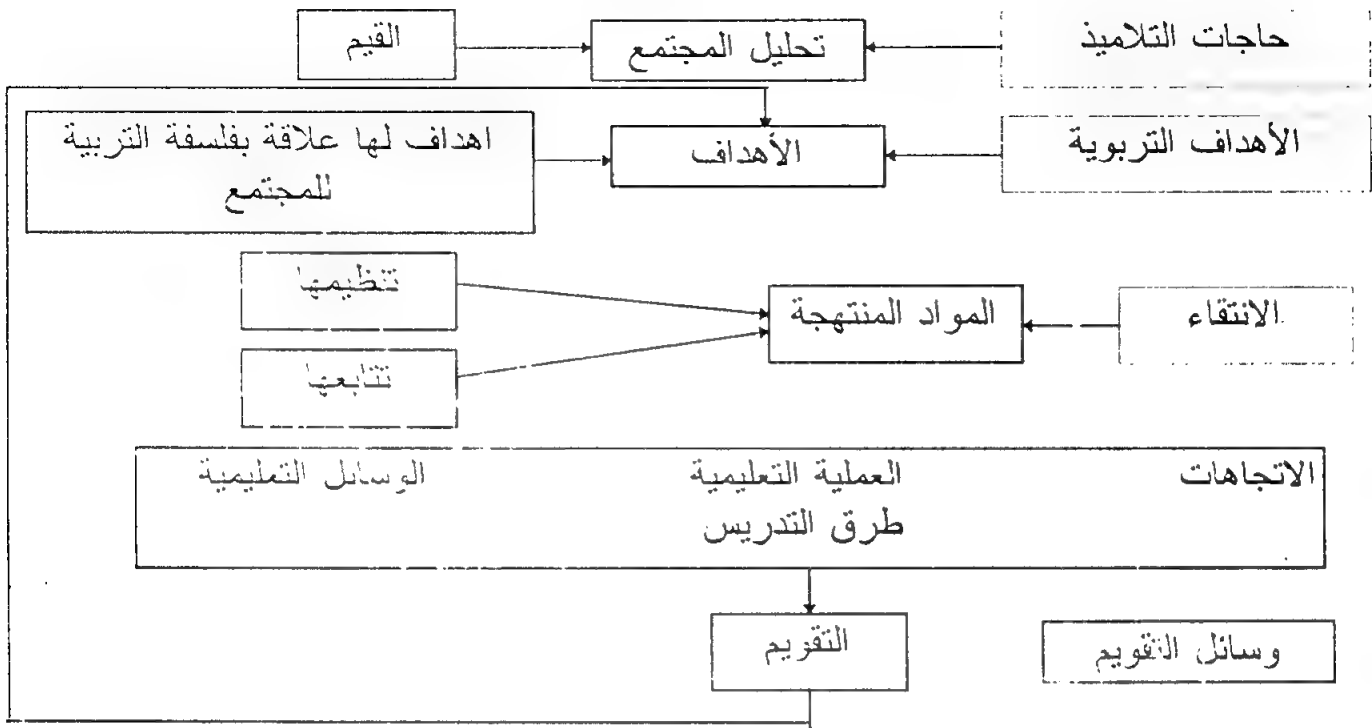 حاجات التلاميذ
تحليل المجتمع
القيم
الأهداف التربوية
الأهداف
اهداف لها علاقة بفلسفة التربية
للمجتمع
الانتقاء
المواد المنتهجة
تنظيمها
تتابعها
الاتجاهات
العملية التعليمية
الوسائل التعليمية
طرق التدريس
وسائل التقويم
التقويم